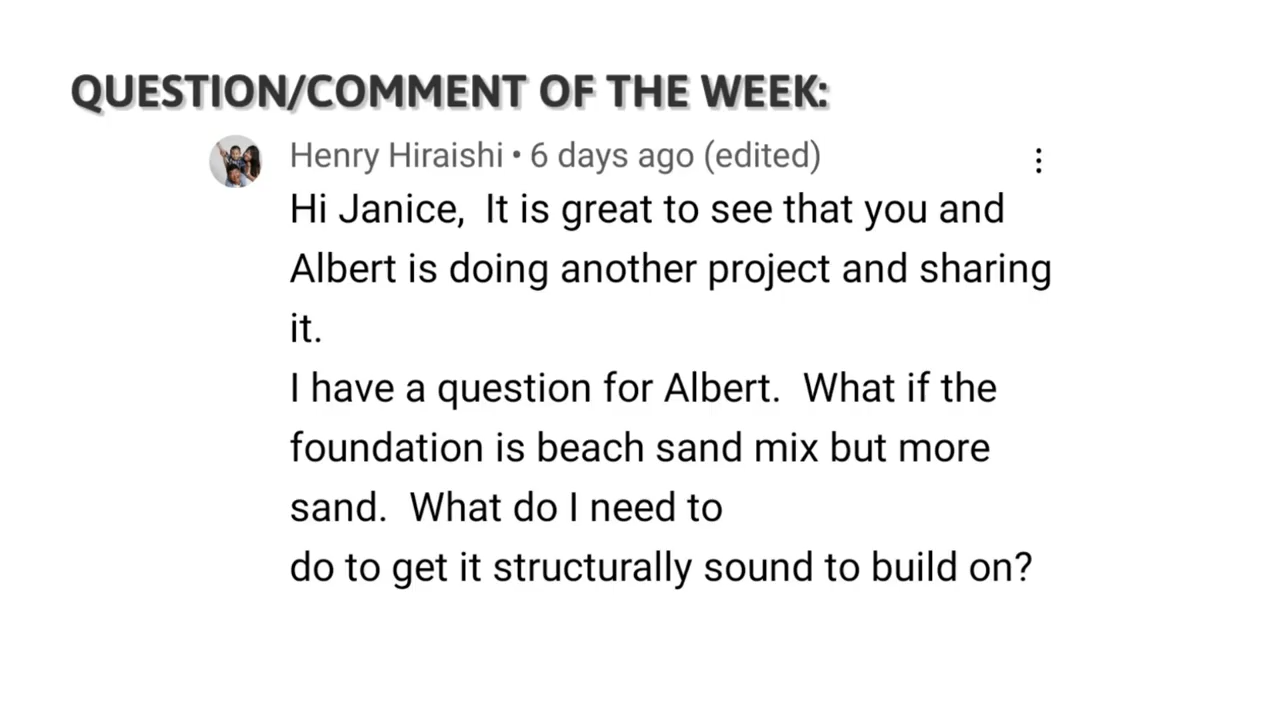 QUESTION/COMMENT OF THE WEEK:
Henry Hiraishi • 6 days ago (edited)
Hi Janice,  It is great to see that you and
Albert is doing another project and sharing
it.
I have a question for Albert.  What if the
foundation is beach sand mix but more
sand.  What do I need to
do to get it structurally sound to build on?